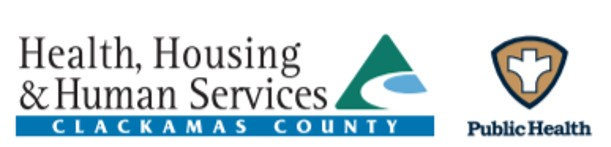 Health, Housing
& Human Services
CLACKAMAS COUNTY
Public Health